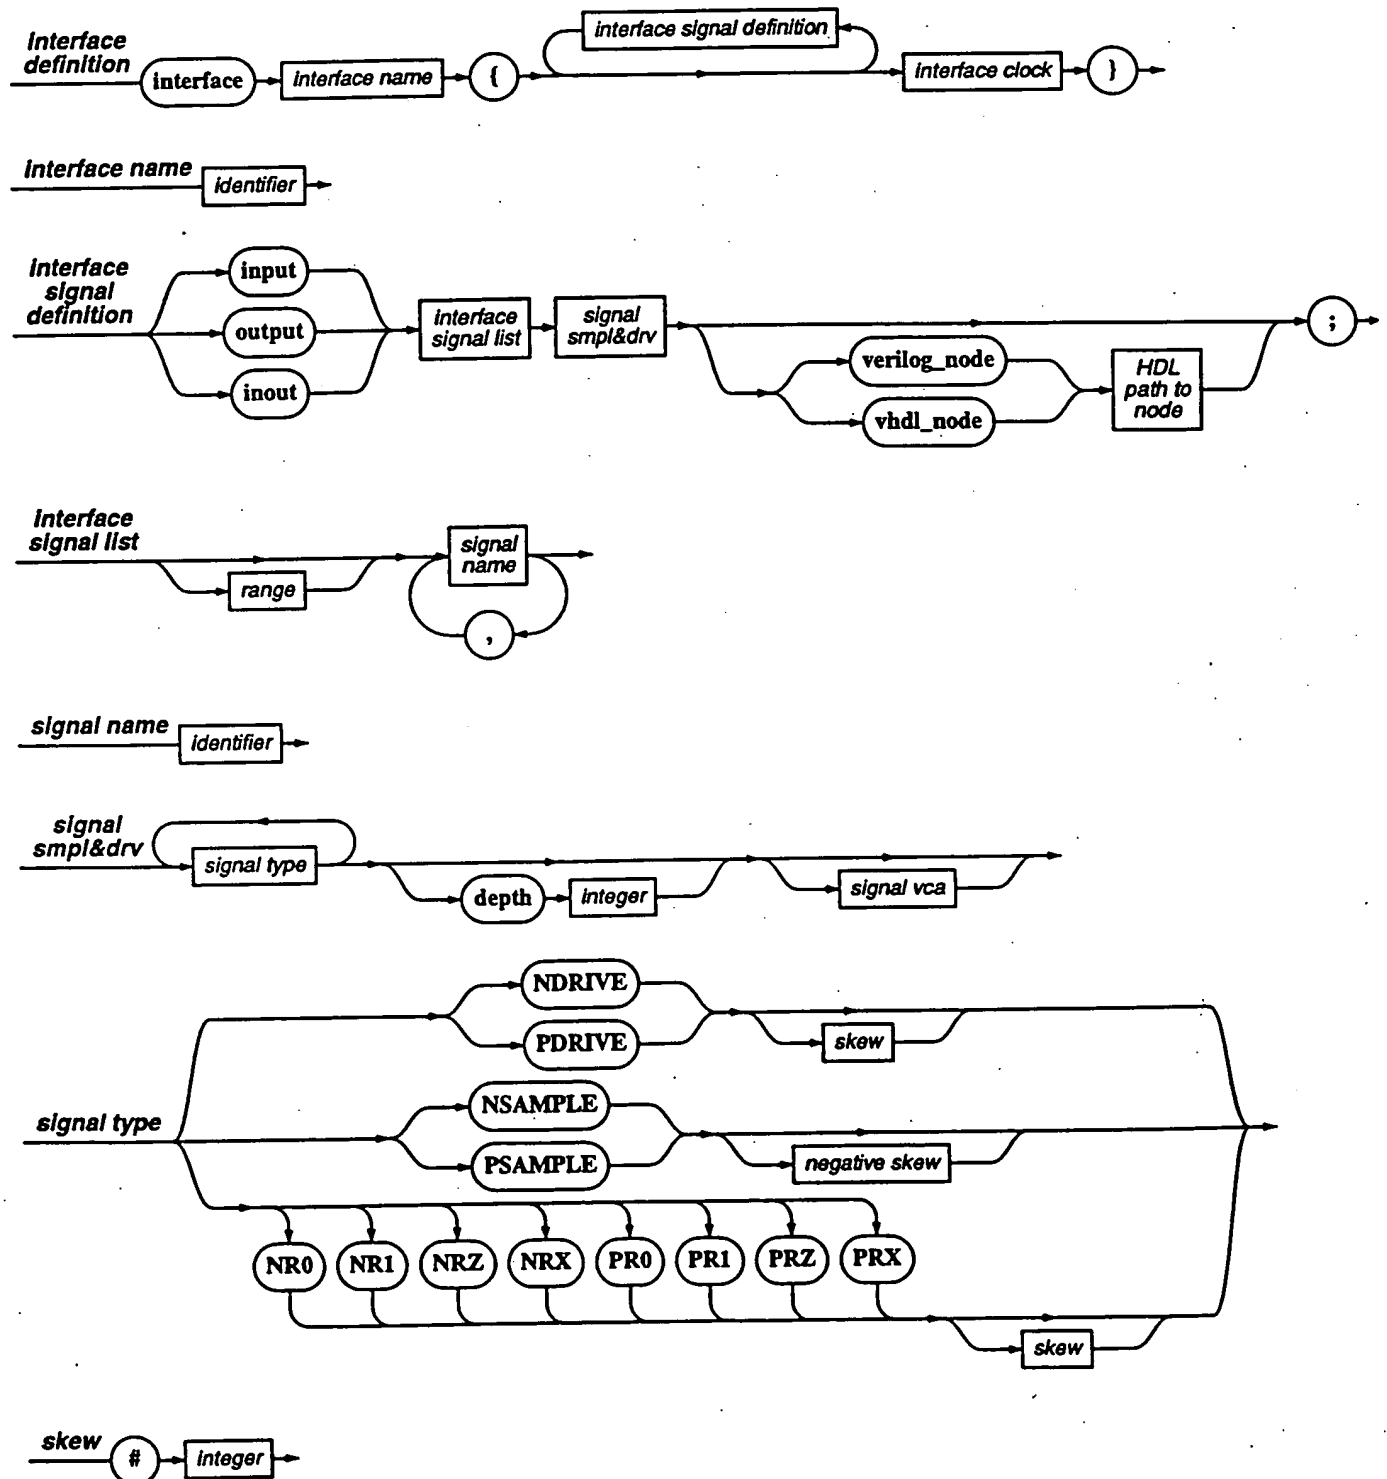 interface definition
interface
interface name
{
interface signal definition
interface clock
}
interface name
identifier
interface signal definition
input
output
inout
interface signal list
signal smpl&drv
verilog_node
vhdl_node
HDL path to node
;
interface signal list
range
signal name
,
signal name
identifier
signal smpl&drv
signal type
depth
integer
signal vca
signal type
NDRIVE
PDRIVE
skew
NSAMPLE
PSAMPLE
negative skew
NR0
NR1
NRZ
NRX
PR0
PR1
PRZ
PRX
skew
skew
#
integer